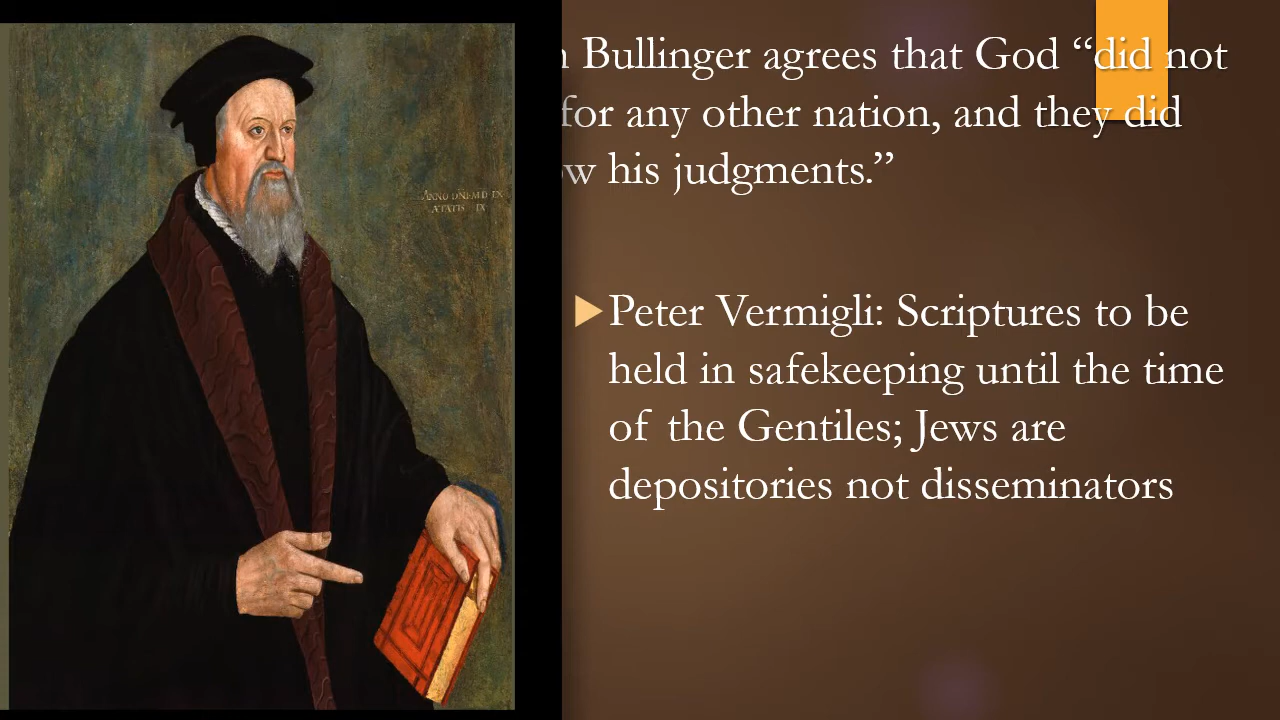 Bullinger agrees that God “did not
for any other nation, and they did
his judgments.”
Peter Vermigli: Scriptures to be
held in safekeeping until the time
of the Gentiles; Jews are
depositories not disseminators